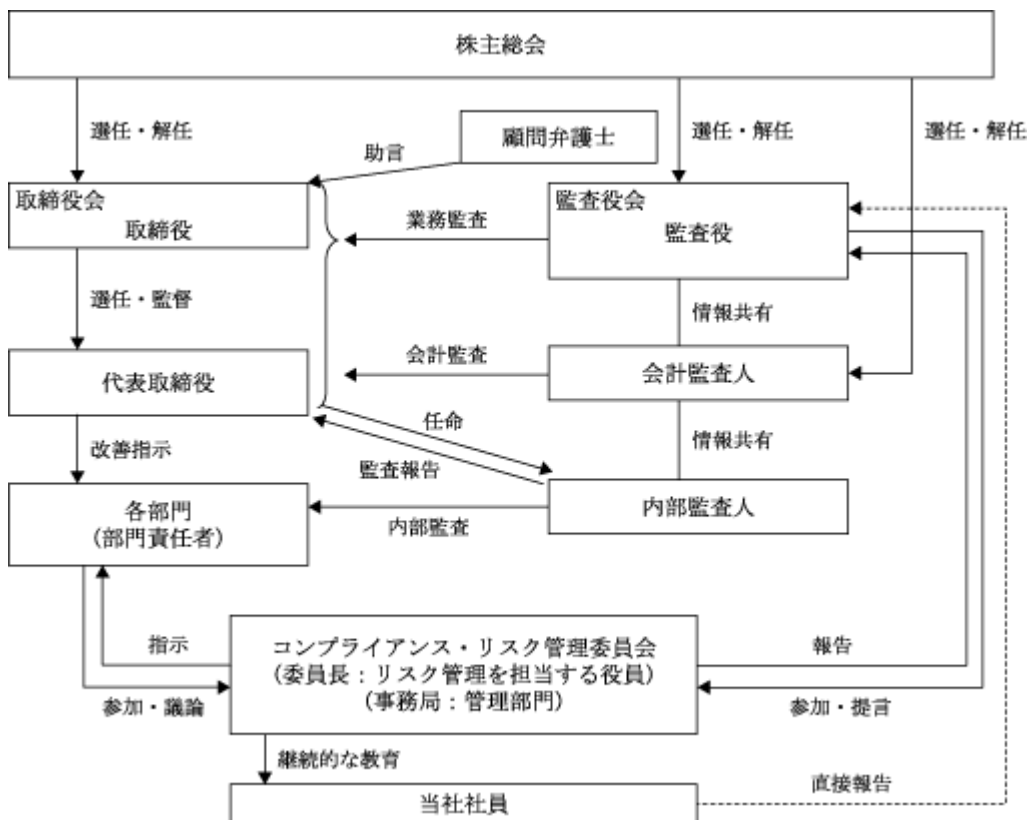 株主総会
選任・解任
選任・解任
選任・解任
顧問弁護士
助言
取締役会
取締役
監査役会
監査役
業務監査
選任・監督
情報共有
会計監査
代表取締役
会計監査人
任命
改善指示
監査報告
情報共有
各部門
(部門責任者)
内部監査
内部監査人
指示
コンプライアンス・リスク管理委員会
(委員長：リスク管理を担当する役員)
(事務局：管理部門)
報告
参加・議論
参加・提言
継続的な教育
直接報告
当社社員